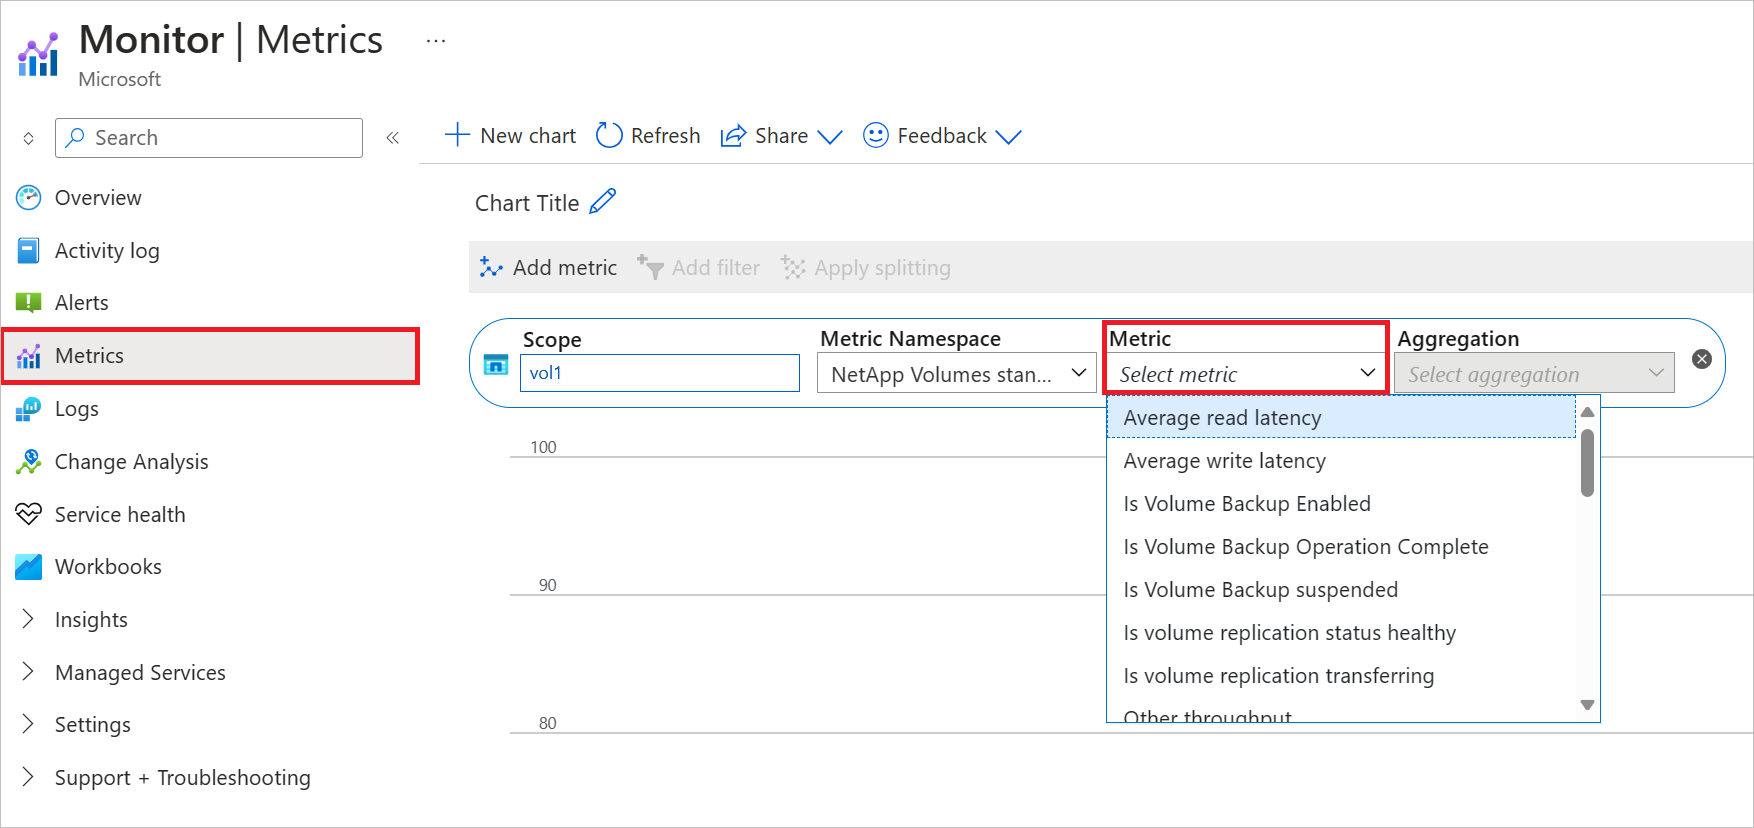 Monitor | Metrics
...
Microsoft
Search
«
New chart
Refresh
Share
Feedback
Overview
Activity log
Alerts
Metrics
Logs
Change Analysis
Service health
Workbooks
Insights
Managed Services
Settings
Support + Troubleshooting
Chart Title
Add metric
Add filter
Apply splitting
Scope
vol1
Metric Namespace
NetApp Volumes stan...
Metric
Select metric
Aggregation
Select aggregation
Average read latency
Average write latency
Is Volume Backup Enabled
Is Volume Backup Operation Complete
Is Volume Backup suspended
Is volume replication status healthy
Is volume replication transferring
Other throughput
100
90
80